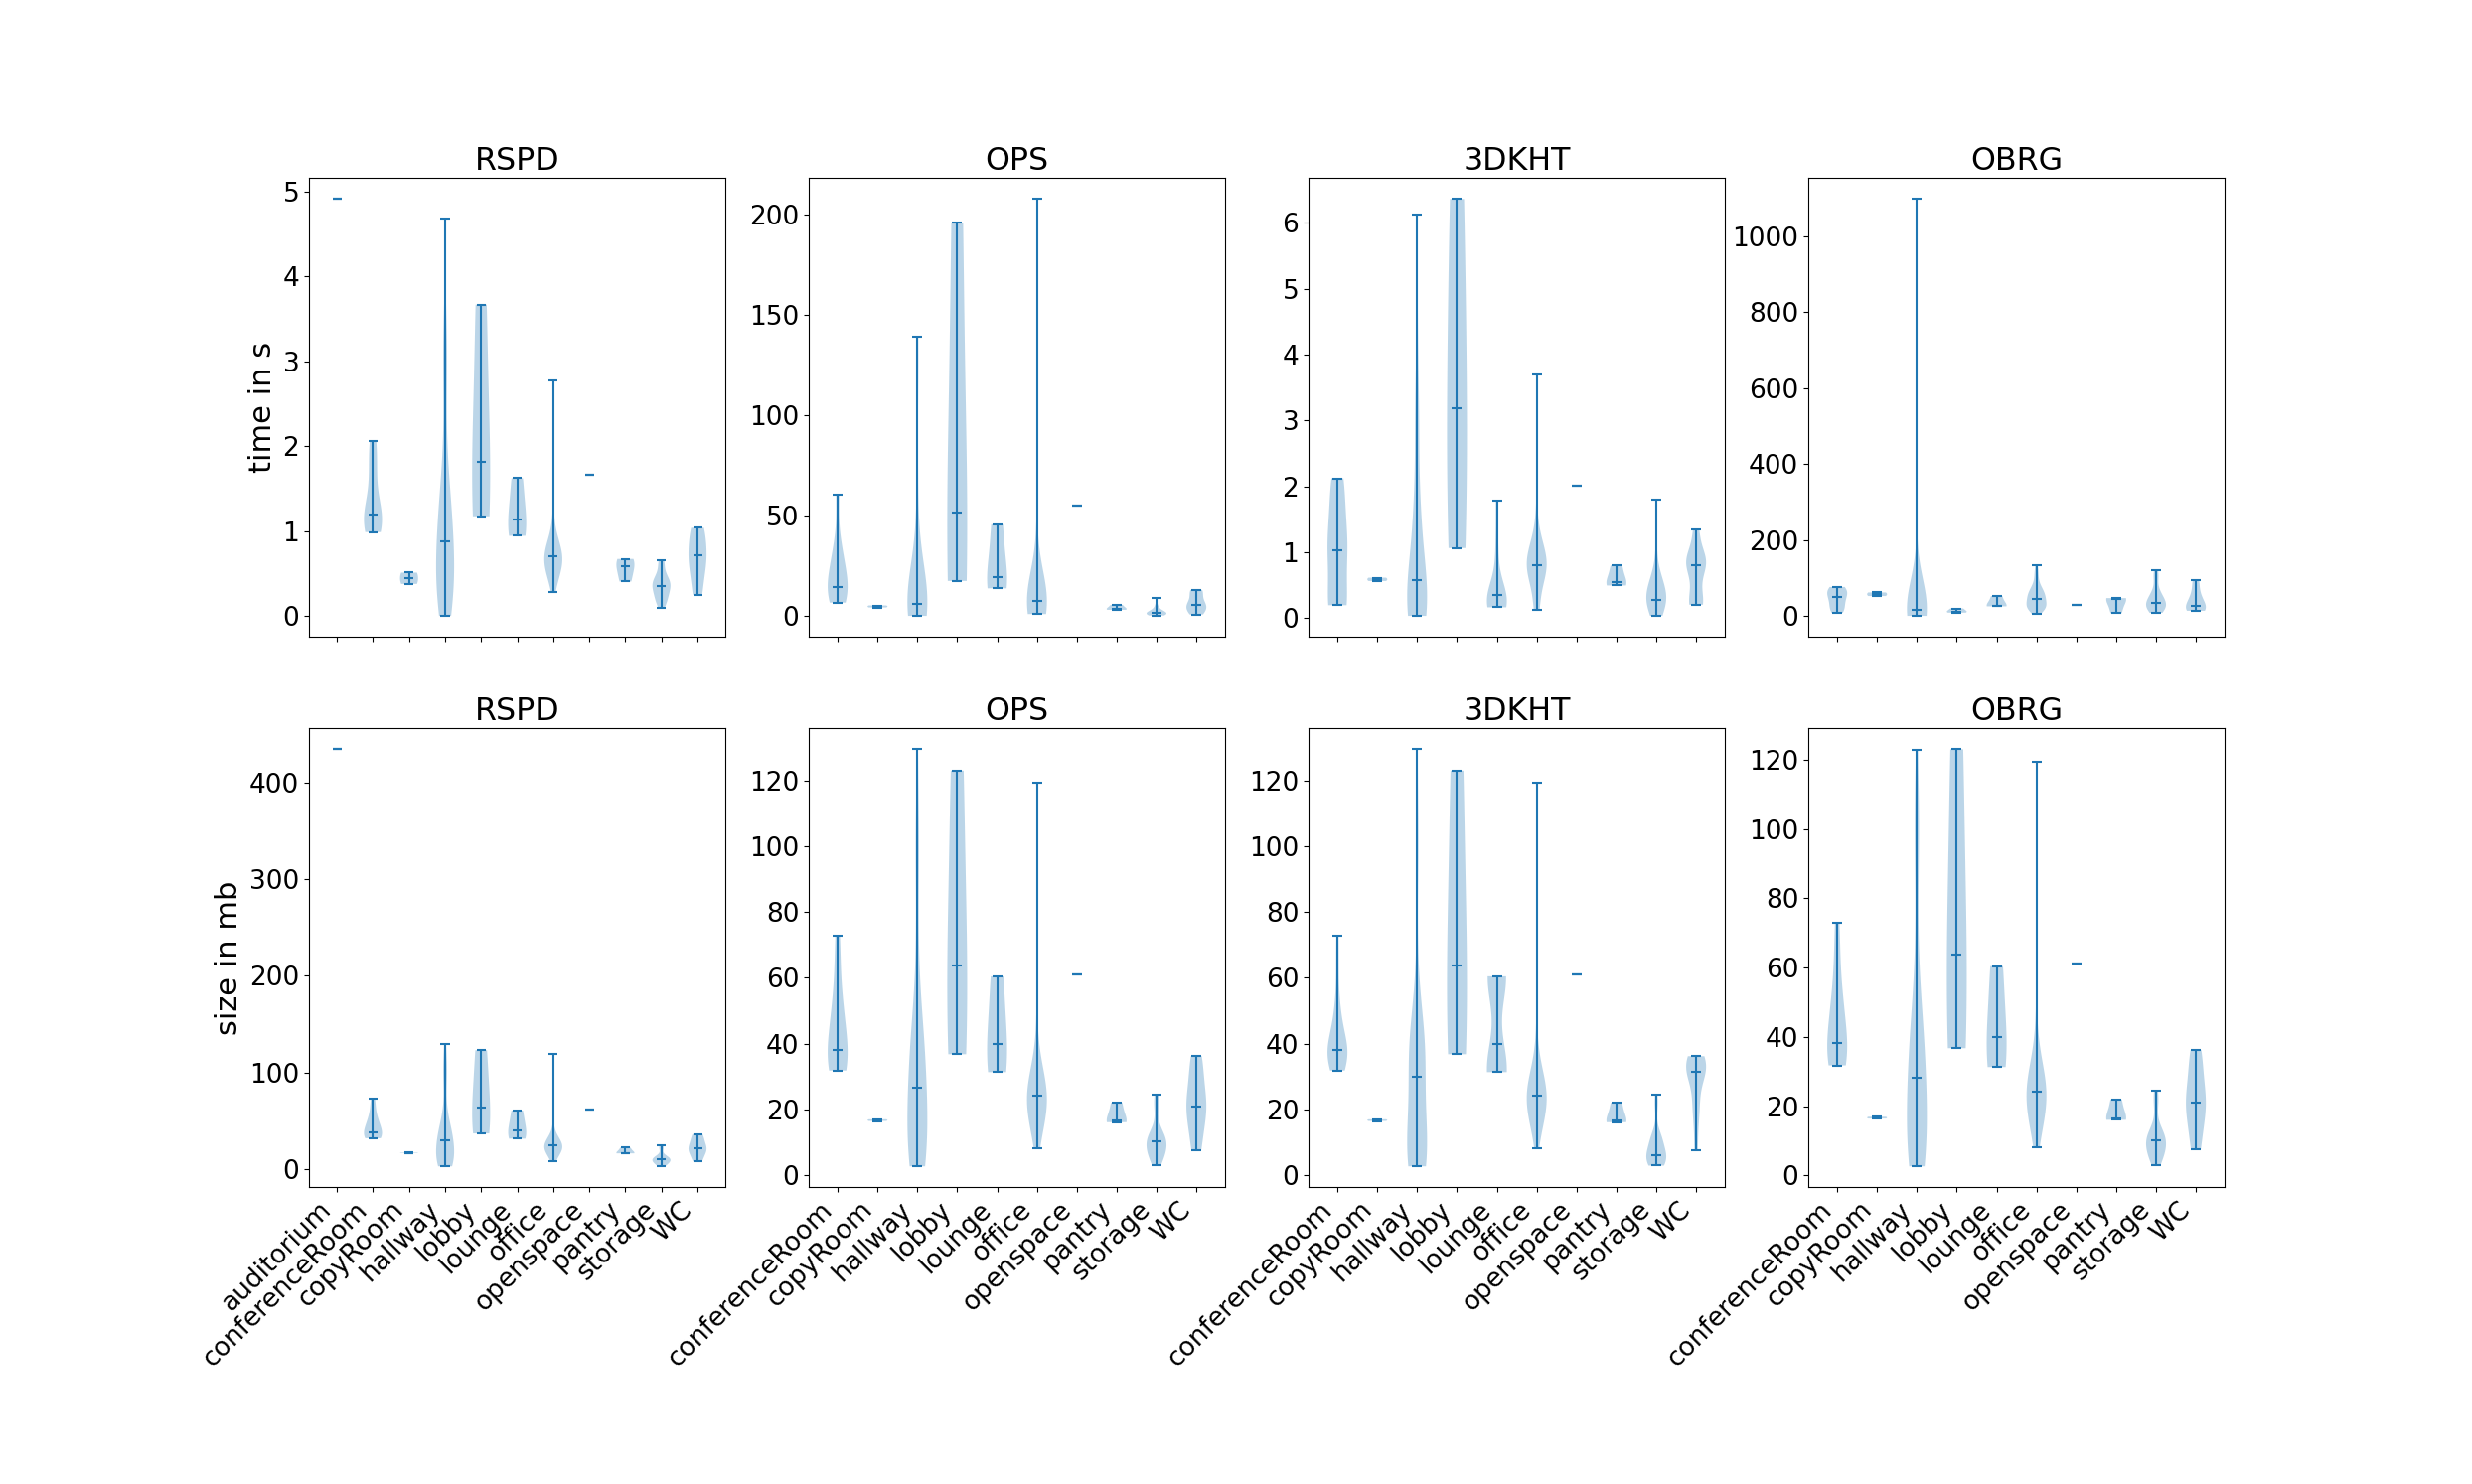 RSPD
OPS
3DKHT
OBRG
time in s
5
4
3
2
1
0
200
150
100
50
0
6
5
4
3
2
1
0
1000
800
600
400
200
0
RSPD
OPS
3DKHT
OBRG
size in mb
400
300
200
100
0
120
100
80
60
40
20
0
120
100
80
60
40
20
0
120
100
80
60
40
20
0
auditorium
conferenceRoom
copyRoom
hallway
lobby
lounge
office
openspace
pantry
storage
WC
conferenceRoom
copyRoom
hallway
lobby
lounge
office
openspace
pantry
storage
WC
conferenceRoom
copyRoom
hallway
lobby
lounge
office
openspace
pantry
storage
WC
conferenceRoom
copyRoom
hallway
lobby
lounge
office
openspace
pantry
storage
WC